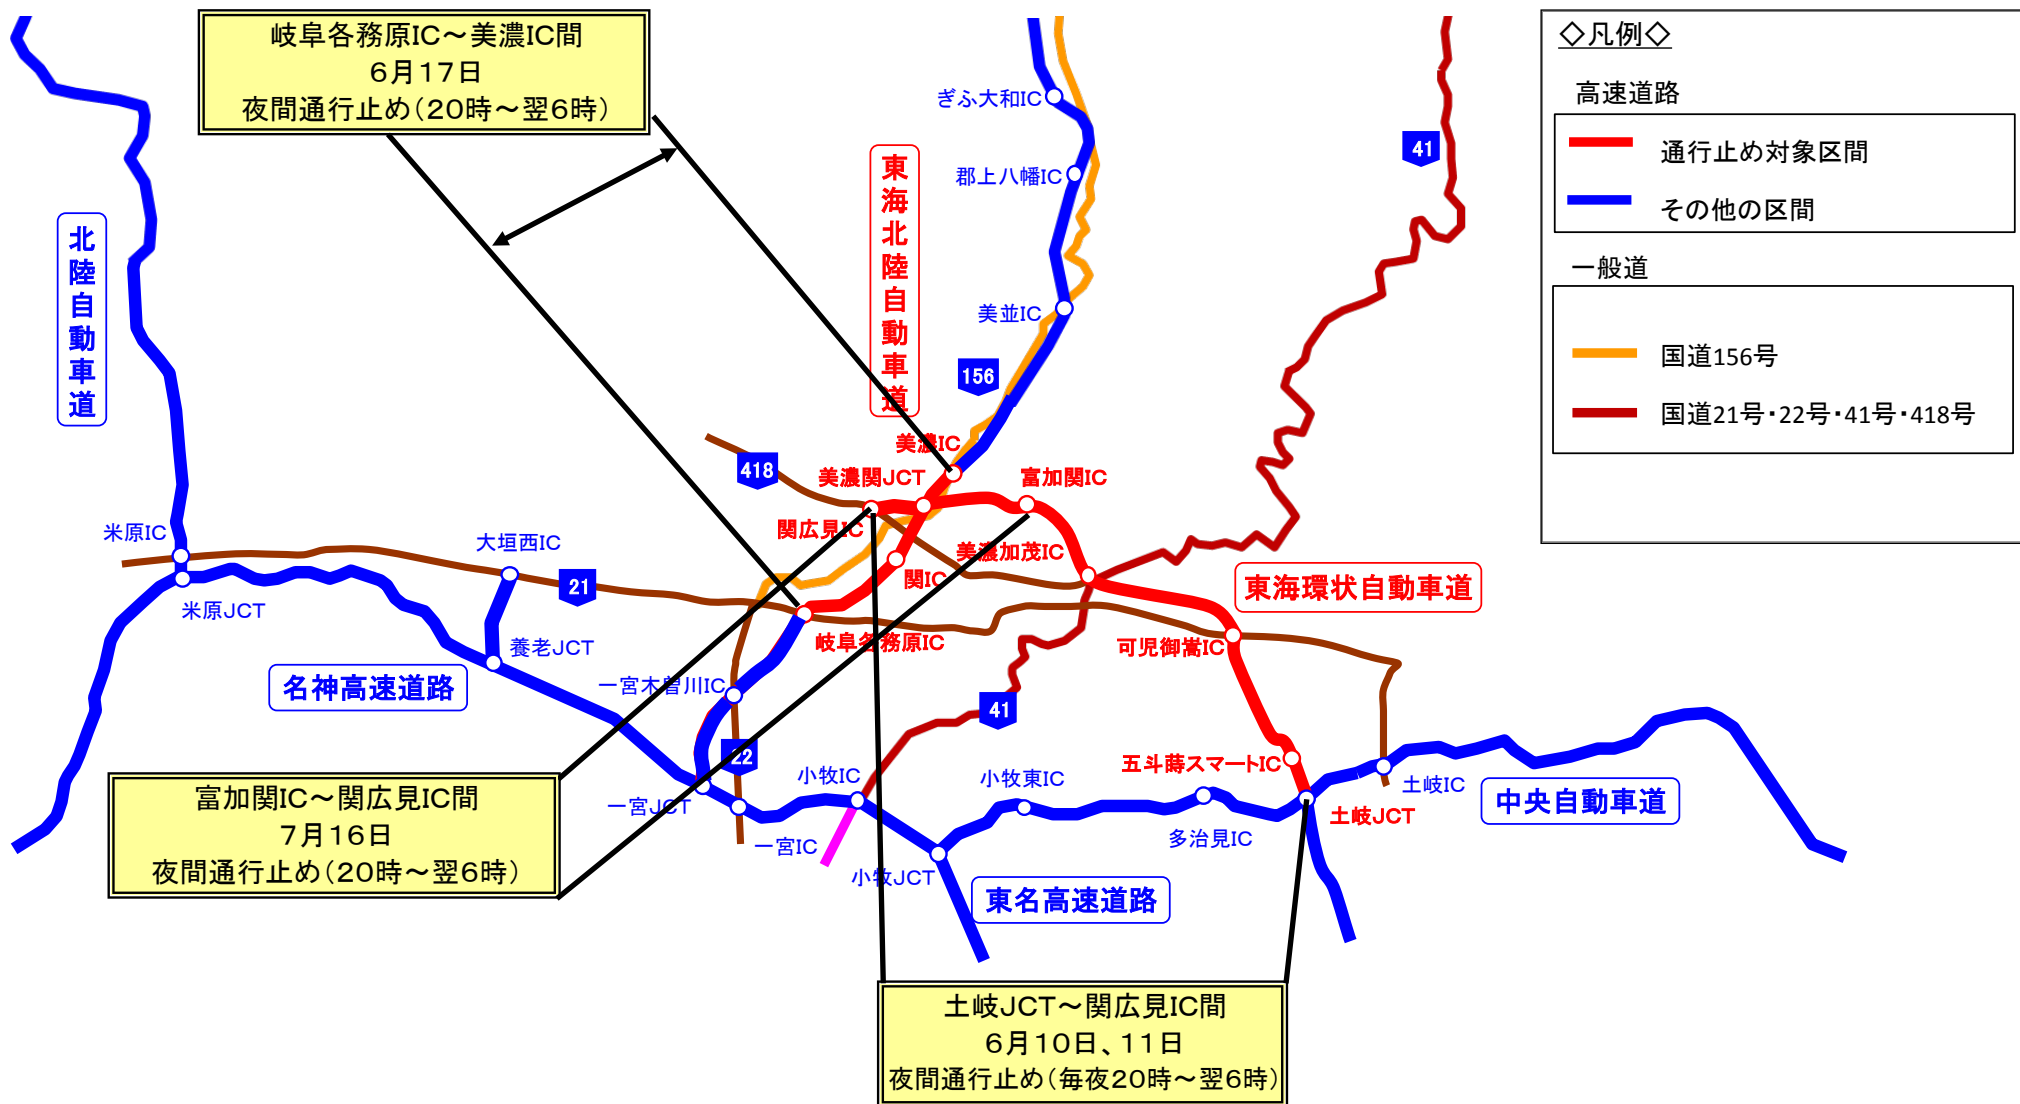 岐阜各務原IC～美濃IC間
6月17日
夜間通行止め(20時～翌6時)
◇凡例◇
高速道路
通行止め対象区間
その他の区間
一般道
国道156号
国道21号・22号・41号・418号
北陸自動車道
東海北陸自動車道
ぎふ大和IC
郡上八幡IC
美並IC
41
156
美濃IC
418
美濃関JCT
富加関IC
関広見IC
米原IC
大垣西IC
美濃加茂IC
関IC
21
東海環状自動車道
米原JCT
養老JCT
岐阜各務原IC
可児御嵩IC
名神高速道路
一宮木曽川IC
41
22
小牧IC
小牧東IC
五斗蒔スマートIC
土岐IC
中央自動車道
一宮JCT
土岐JCT
一宮IC
多治見IC
小牧JCT
東名高速道路
富加関IC～関広見IC間
7月16日
夜間通行止め(20時～翌6時)
土岐JCT～関広見IC間
6月10日、11日
夜間通行止め(毎夜20時～翌6時)